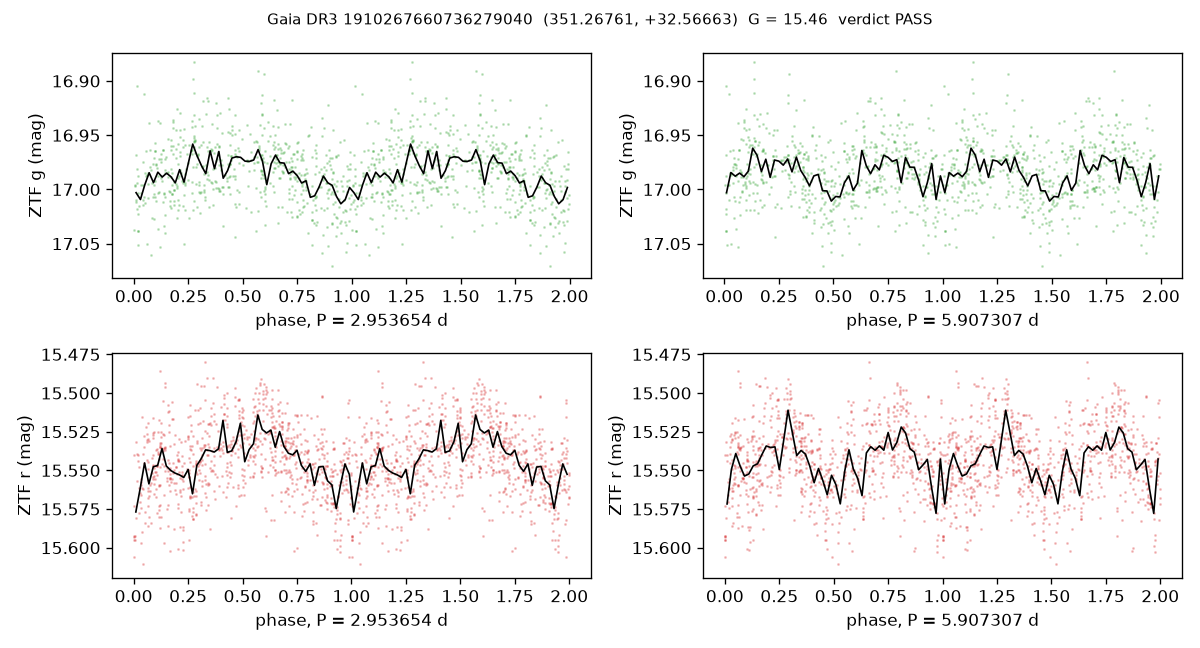 Gaia DR3 1910267660736279040 (351.26761, +32.56663) G = 15.46 verdict PASS
ZTF g (mag)
16.90
16.95
17.00
17.05
0.00 0.25 0.50 0.75 1.00 1.25 1.50 1.75 2.00
phase, P = 2.953654 d
ZTF g (mag)
16.90
16.95
17.00
17.05
0.00 0.25 0.50 0.75 1.00 1.25 1.50 1.75 2.00
phase, P = 5.907307 d
ZTF r (mag)
15.475
15.500
15.525
15.550
15.575
15.600
0.00 0.25 0.50 0.75 1.00 1.25 1.50 1.75 2.00
phase, P = 2.953654 d
ZTF r (mag)
15.475
15.500
15.525
15.550
15.575
15.600
0.00 0.25 0.50 0.75 1.00 1.25 1.50 1.75 2.00
phase, P = 5.907307 d